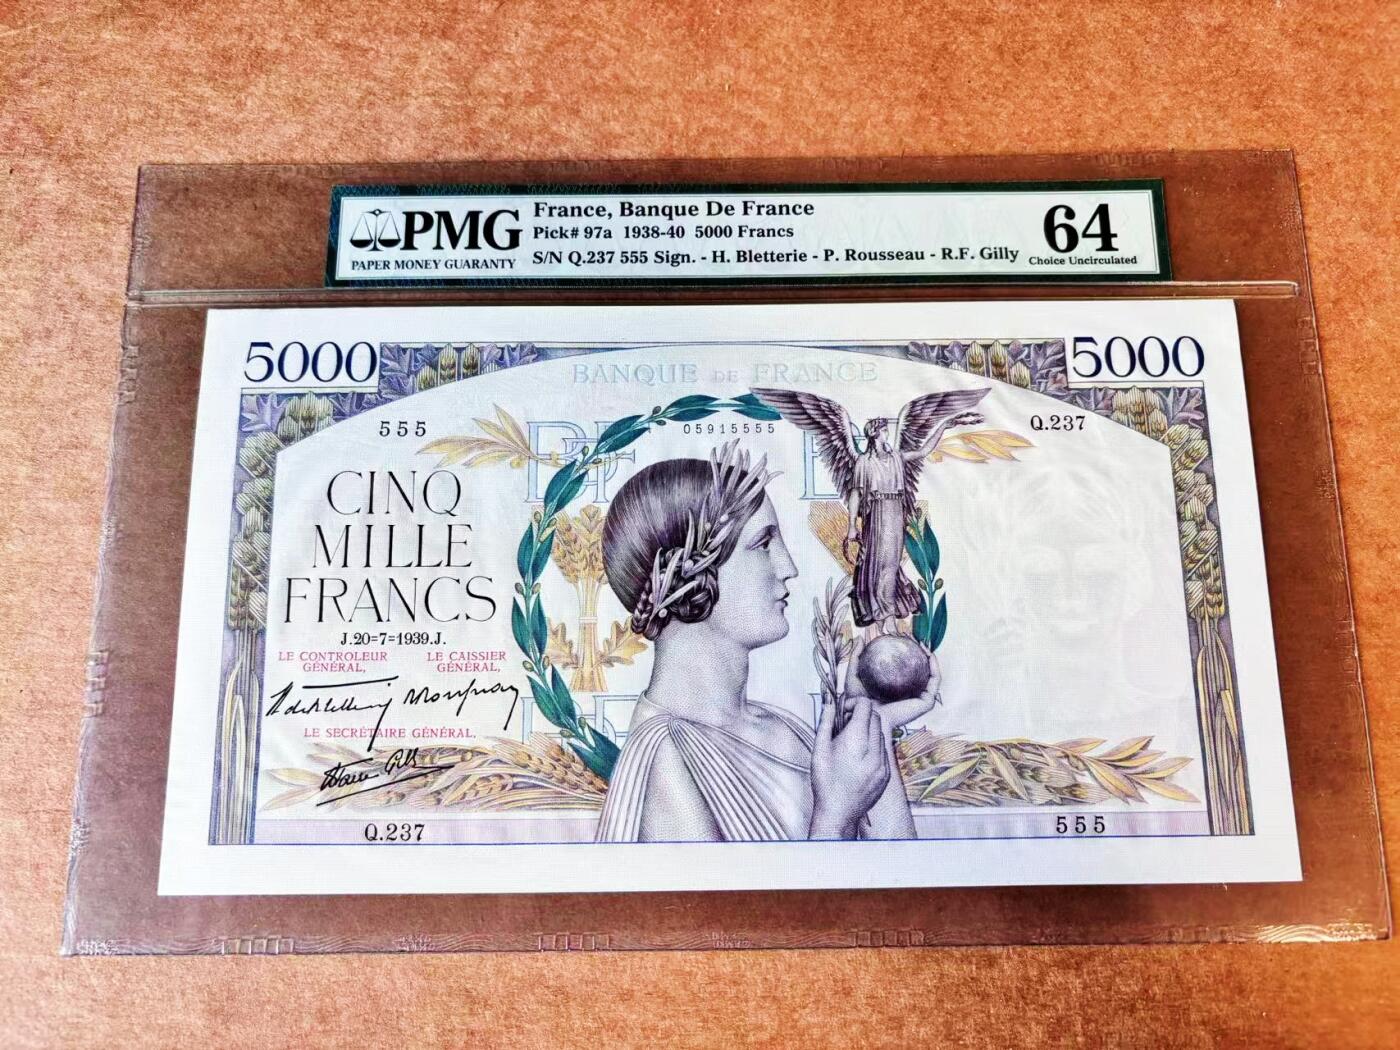 PMG
PAPER MONEY GUARANTY
France, Banque De France
Pick# 97a 1938-40 5000 Francs
S/N Q.237 555 Sign. - H. Bletterie - P. Rousseau - R.F. Gilly
64
Choice Uncirculated
5000
5000
BANQUE DE FRANCE
555
05915555
Q.237
CINQ
MILLE
FRANCS
J.20=7=1939.J.
LE CONTROLEUR
GÉNÉRAL,
LE CAISSIER
GÉNÉRAL,
LE SECRÉTAIRE GÉNÉRAL,
Q.237
555